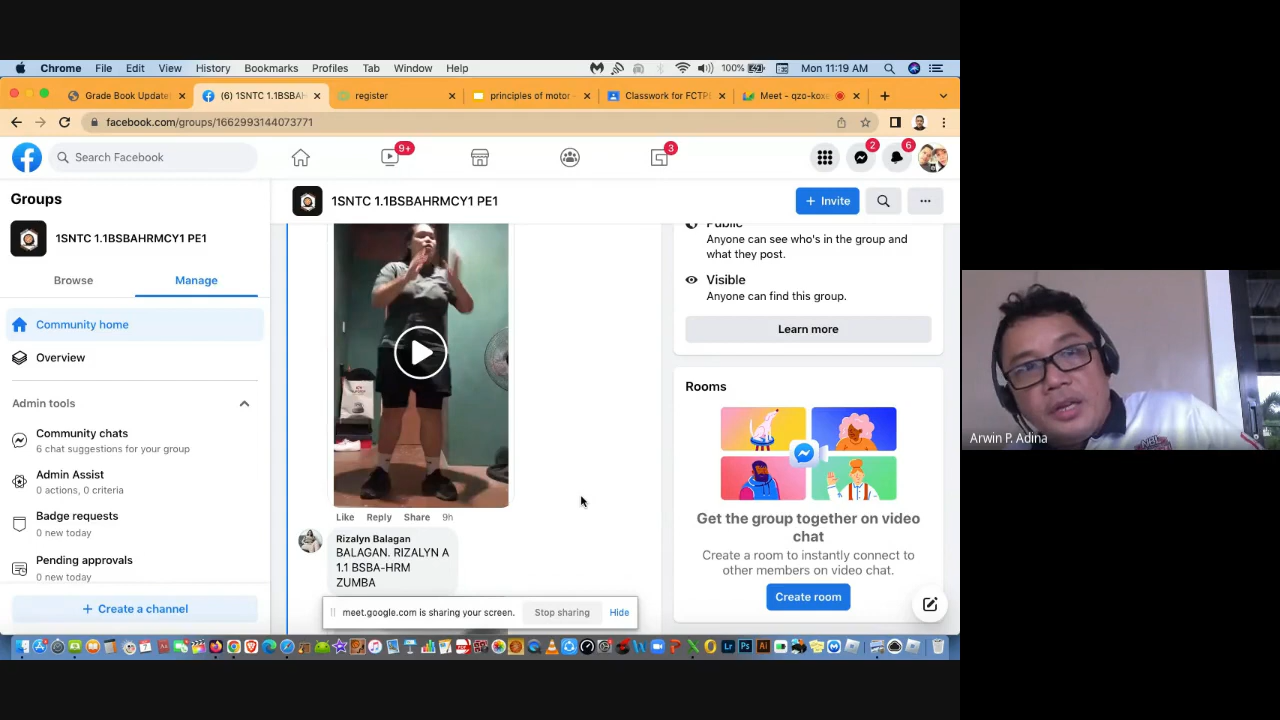 Chrome File Edit View History Bookmarks Profiles Tab Window Help 100% Mon 11:19 AM
Grade Book Update (6) 1SNTC 1.1BSBAH register principles of motor Classwork for FCTP Meet - qzo-kox
facebook.com/groups/1662993144073771
Search Facebook 9+ 3 2 6
Groups
1SNTC 1.1BSBAHRMCY1 PE1
Browse Manage
Community home
Overview
Admin tools
Community chats
6 chat suggestions for your group
Admin Assist
0 actions, 0 criteria
Badge requests
0 new today
Pending approvals
0 new today
+ Create a channel
1SNTC 1.1BSBAHRMCY1 PE1
+ Invite
Like Reply Share 9h
Rizalyn Balagan
BALAGAN. RIZALYN A
1.1 BSBA-HRM
ZUMBA
meet.google.com is sharing your screen. Stop sharing Hide
Public
Anyone can see who's in the group and
what they post.
Visible
Anyone can find this group.
Learn more
Rooms
Get the group together on video
chat
Create a room to instantly connect to
other members on video chat.
Create room
Arwin P. Adina